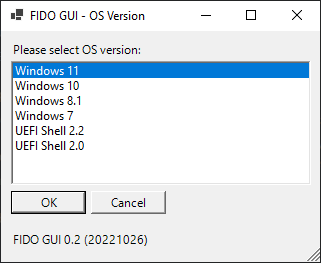 FIDO GUI - OS Version
Please select OS version:
Windows 11
Windows 10
Windows 8.1
Windows 7
UEFI Shell 2.2
UEFI Shell 2.0
OK Cancel
FIDO GUI 0.2 (20221026)